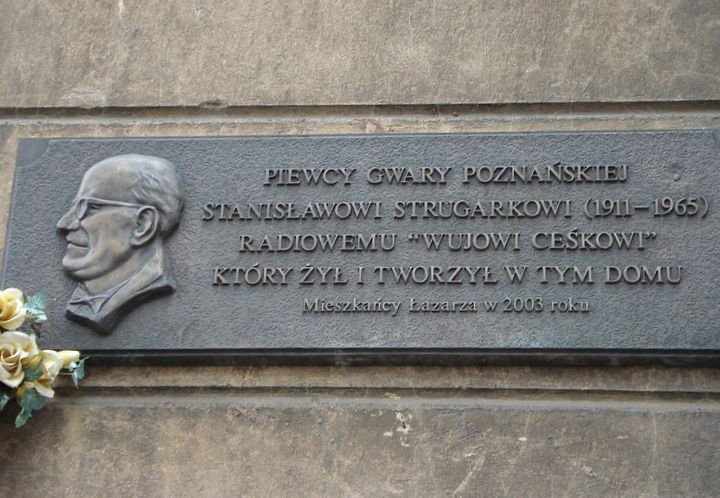 PIEWCY GWARY POZNAŃSKIEJ
STANISŁAWOWI STRUGARKOWI (1911–1965)
RADIOWEMU "WUJOWI CEŚKOWI"
KTÓRY ŻYŁ I TWORZYŁ W TYM DOMU
Mieszkańcy Łazarza w 2003 roku